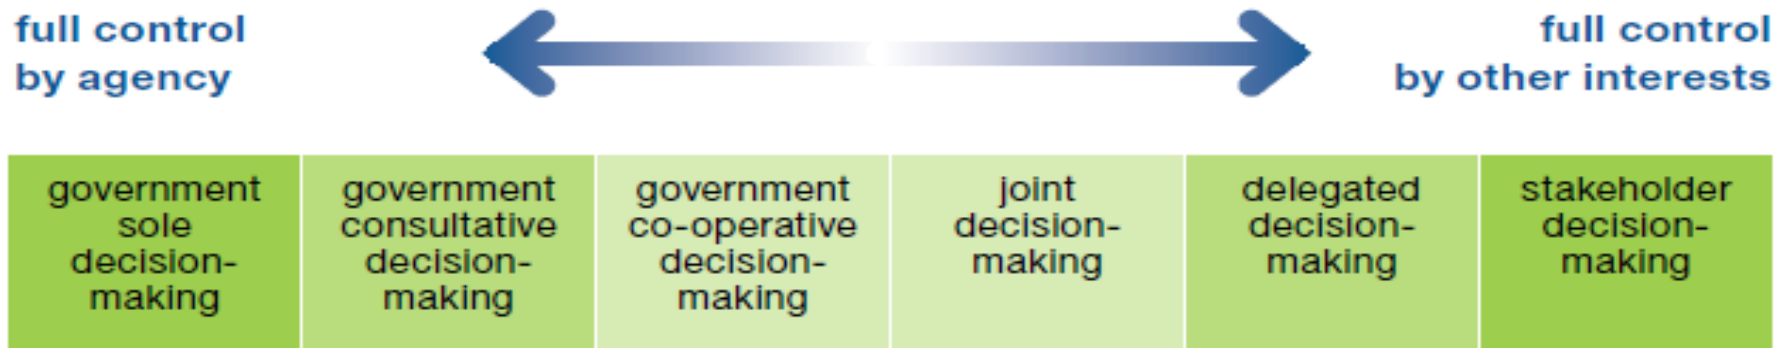 full control
by agency
full control
by other interests
government
sole
decision-
making
government
consultative
decision-
making
government
co-operative
decision-
making
joint
decision-
making
delegated
decision-
making
stakeholder
decision-
making